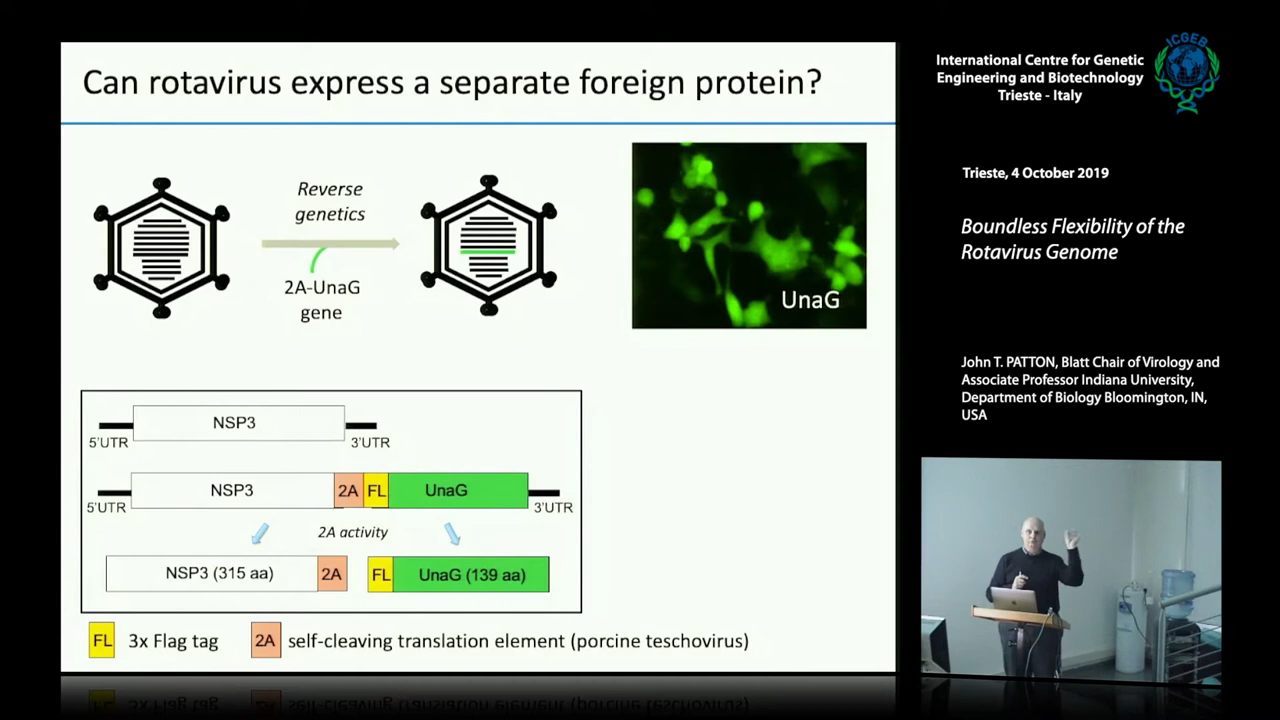 Can rotavirus express a separate foreign protein?
Reverse
genetics
2A-UnaG
gene
UnaG
NSP3
5'UTR
3'UTR
NSP3
2A
FL
UnaG
5'UTR
3'UTR
2A activity
NSP3 (315 aa)
2A
FL
UnaG (139 aa)
FL
3x Flag tag
2A
self-cleaving translation element (porcine teschovirus)
International Centre for Genetic
Engineering and Biotechnology
Trieste - Italy
ICGEB
Trieste, 4 October 2019
Boundless Flexibility of the
Rotavirus Genome
John T. PATTON, Blatt Chair of Virology and
Associate Professor Indiana University,
Department of Biology Bloomington, IN,
USA